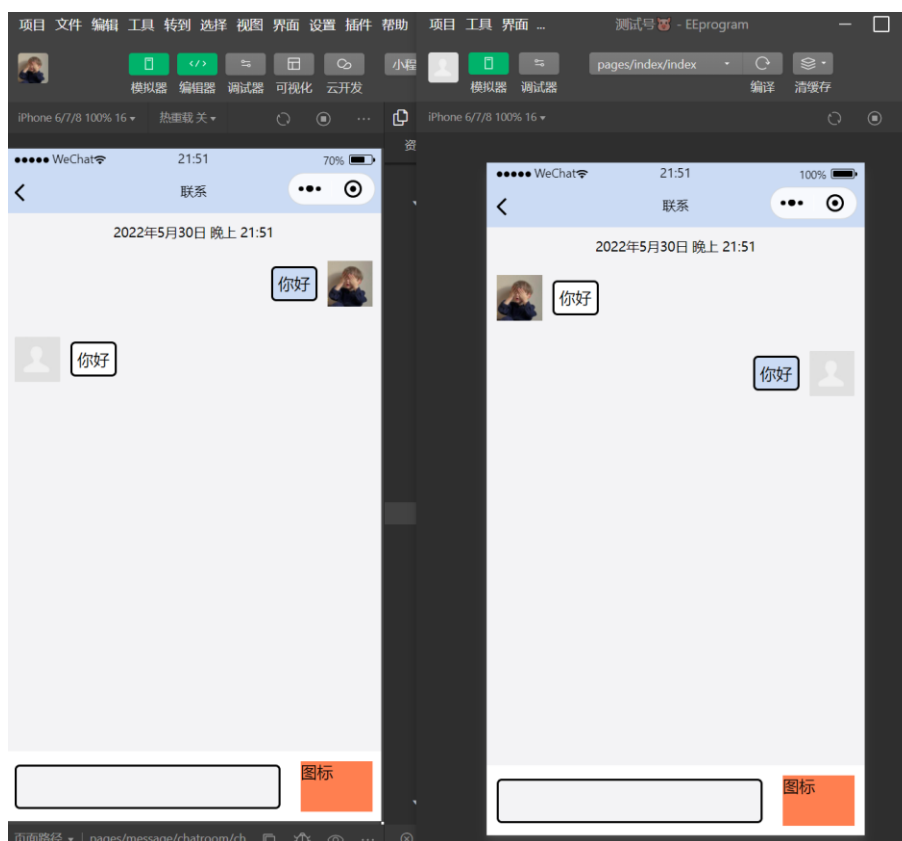 项目 文件 编辑 工具 转到 选择 视图 界面 设置 插件 帮助
模拟器 编辑器 调试器 可视化 云开发
小程
iPhone 6/7/8 100% 16 热重载 关
资
WeChat 21:51 70%
联系
2022年5月30日 晚上 21:51
你好
你好
图标
页面路径 pages/message/chatroom/ch
项目 工具 界面 ... 测试号 - EEprogram
pages/index/index
模拟器 调试器 编译 清缓存
iPhone 6/7/8 100% 16
WeChat 21:51 100%
联系
2022年5月30日 晚上 21:51
你好
你好
图标